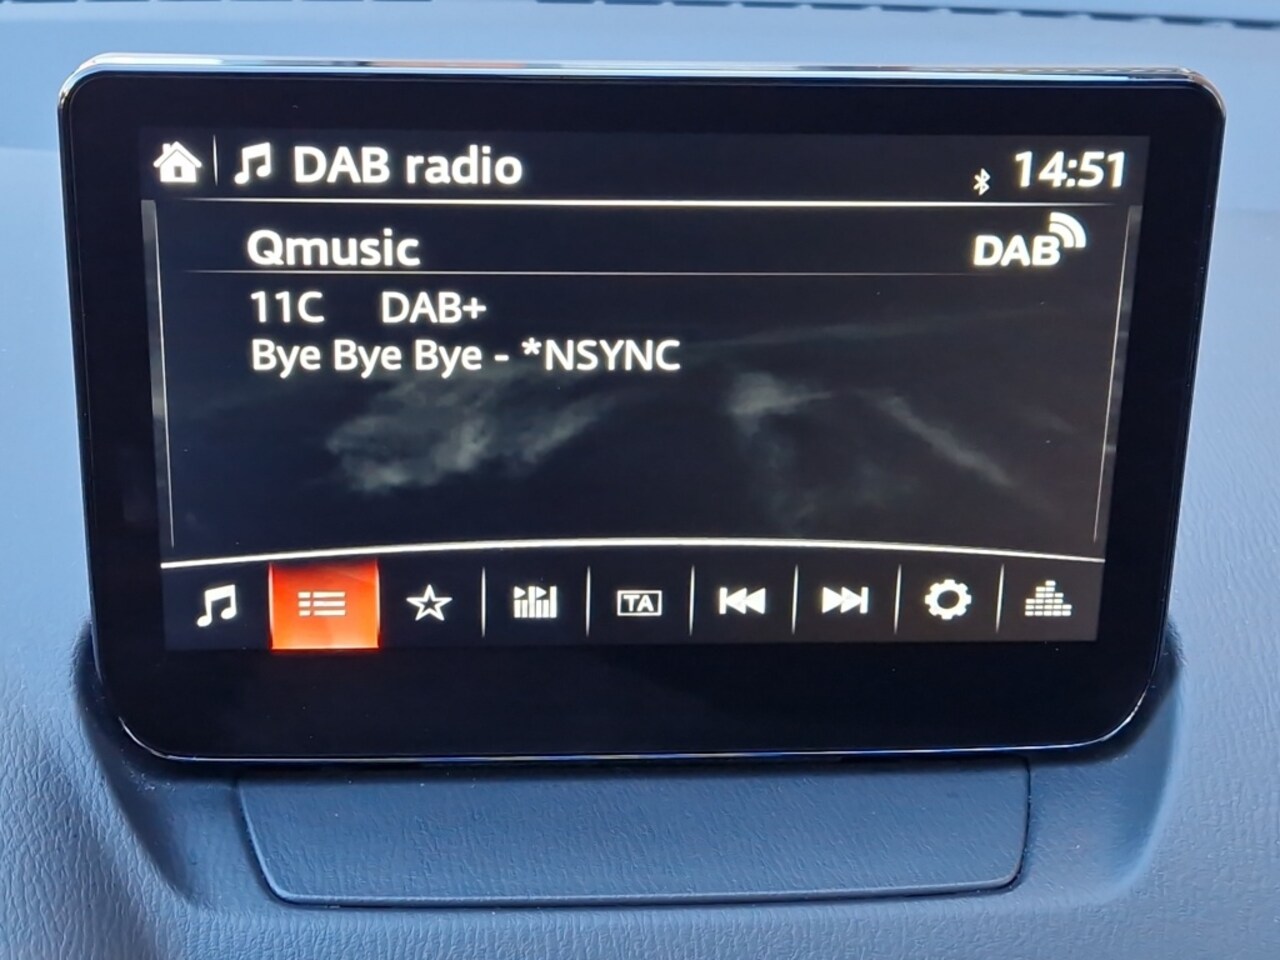 DAB radio 14:51
Qmusic DAB
11C DAB+
Bye Bye Bye - *NSYNC
TA